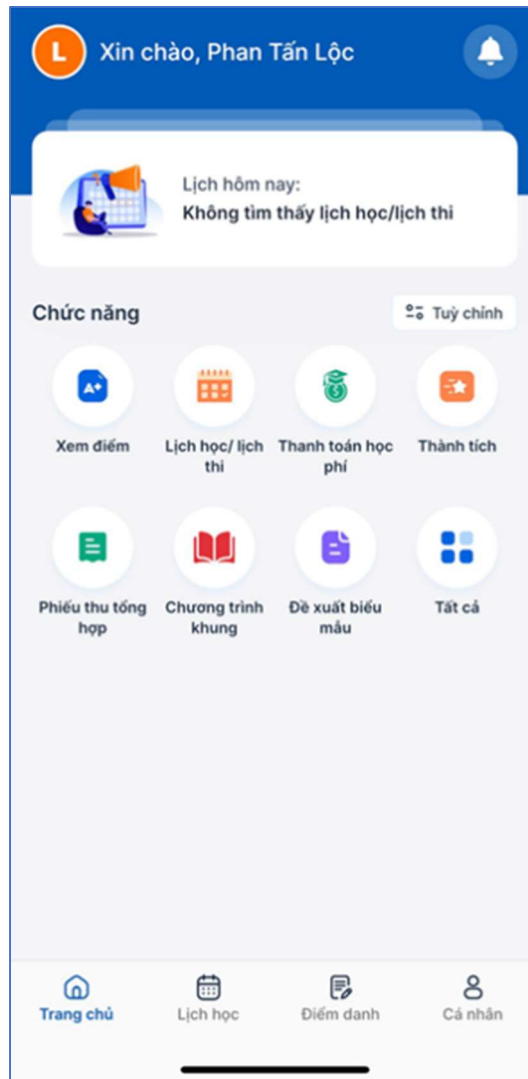 L
Xin chào, Phan Tấn Lộc
Lịch hôm nay:
Không tìm thấy lịch học/lịch thi
Chức năng
Tuỳ chỉnh
A+
Xem điểm
Lịch học/ lịch
thi
Thanh toán học
phí
Thành tích
Phiếu thu tổng
hợp
Chương trình
khung
Đề xuất biểu
mẫu
Tất cả
Trang chủ
Lịch học
Điểm danh
Cá nhân